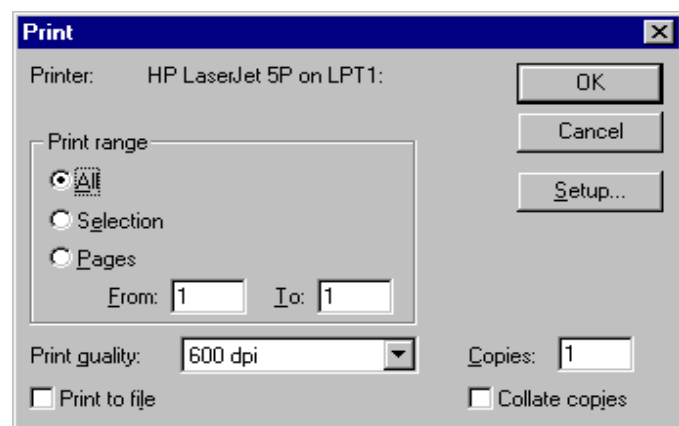 Print
Printer: HP LaserJet 5P on LPT1:
OK
Cancel
Setup...
Print range
All
Selection
Pages
From: 1 To: 1
Print quality: 600 dpi
Copies: 1
Print to file
Collate copies